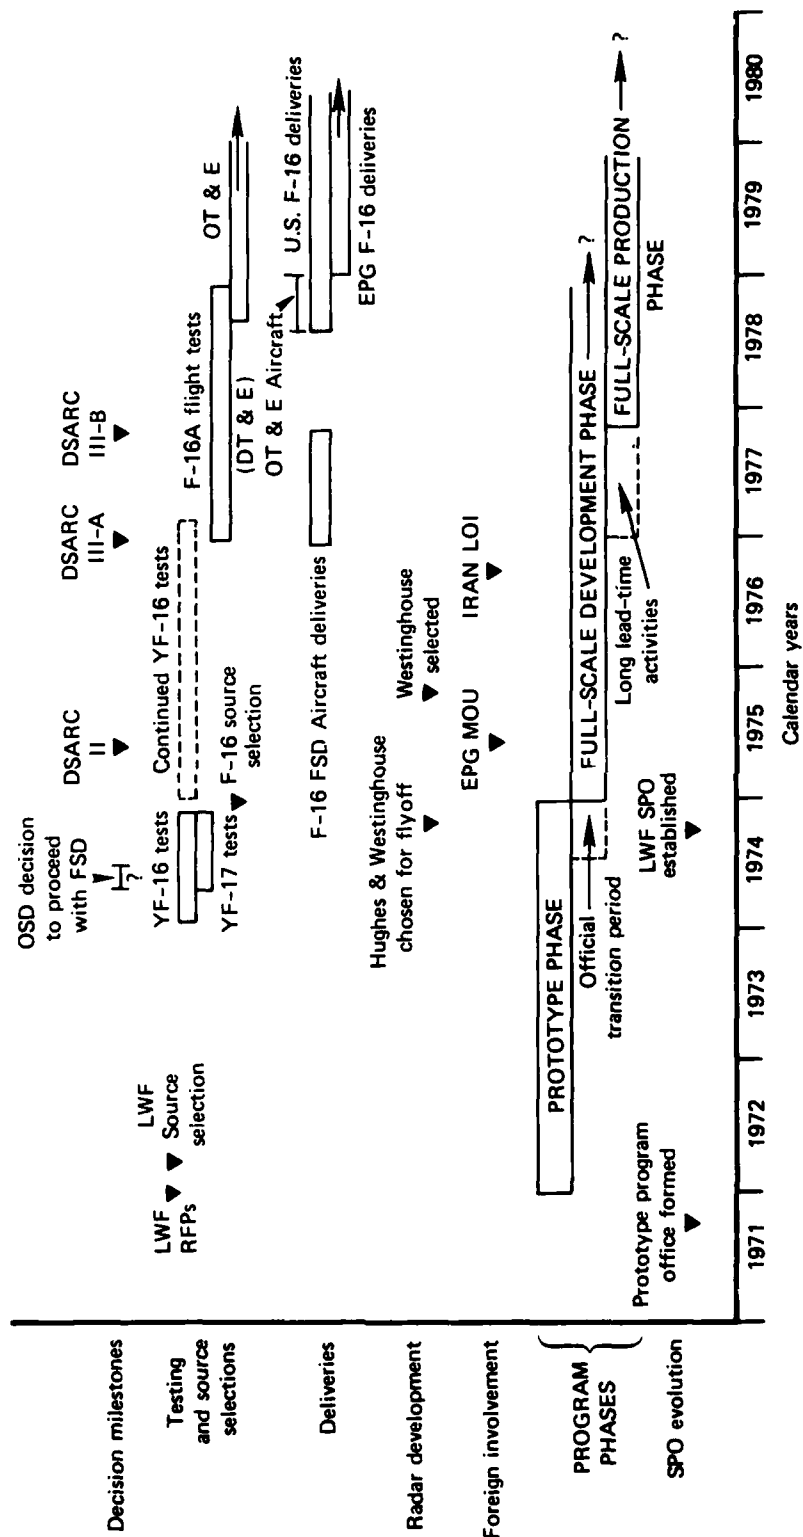 Decision milestones
OSD decision
to proceed
with FSD
?
DSARC
II
DSARC
III-A
DSARC
III-B
Testing
and source
selections
LWF
RFPs
LWF
Source
selection
YF-16 tests
YF-17 tests
Continued YF-16 tests
F-16 source
selection
F-16A flight tests
(DT & E)
OT & E
Deliveries
F-16 FSD Aircraft deliveries
OT & E Aircraft
U.S. F-16 deliveries
EPG F-16 deliveries
Radar development
Hughes & Westinghouse
chosen for flyoff
Westinghouse
selected
Foreign involvement
EPG MOU
IRAN LOI
PROGRAM
PHASES
PROTOTYPE PHASE
Official
transition period
FULL-SCALE DEVELOPMENT PHASE
?
Long lead-time
activities
FULL-SCALE PRODUCTION
PHASE
?
SPO evolution
Prototype program
office formed
LWF SPO
established
1971
1972
1973
1974
1975
1976
1977
1978
1979
1980
Calendar years